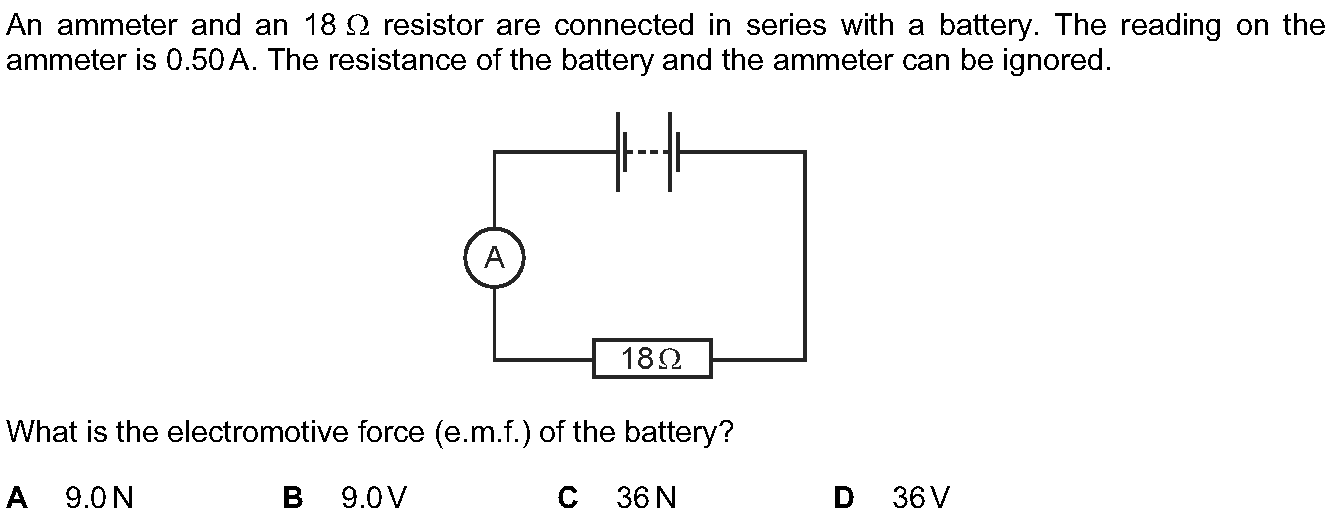 An ammeter and an 18 Ω resistor are connected in series with a battery. The reading on the
ammeter is 0.50 A. The resistance of the battery and the ammeter can be ignored.
A
18 Ω
What is the electromotive force (e.m.f.) of the battery?
A 9.0 N B 9.0 V C 36 N D 36 V